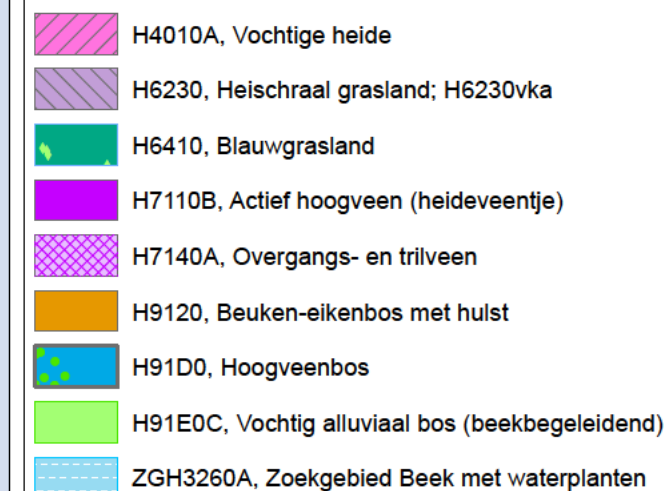 H4010A, Vochtige heide
H6230, Heischraal grasland; H6230vka
H6410, Blauwgrasland
H7110B, Actief hoogveen (heideveentje)
H7140A, Overgangs- en trilveen
H9120, Beuken-eikenbos met hulst
H91D0, Hoogveenbos
H91E0C, Vochtig alluviaal bos (beekbegeleidend)
ZGH3260A, Zoekgebied Beek met waterplanten